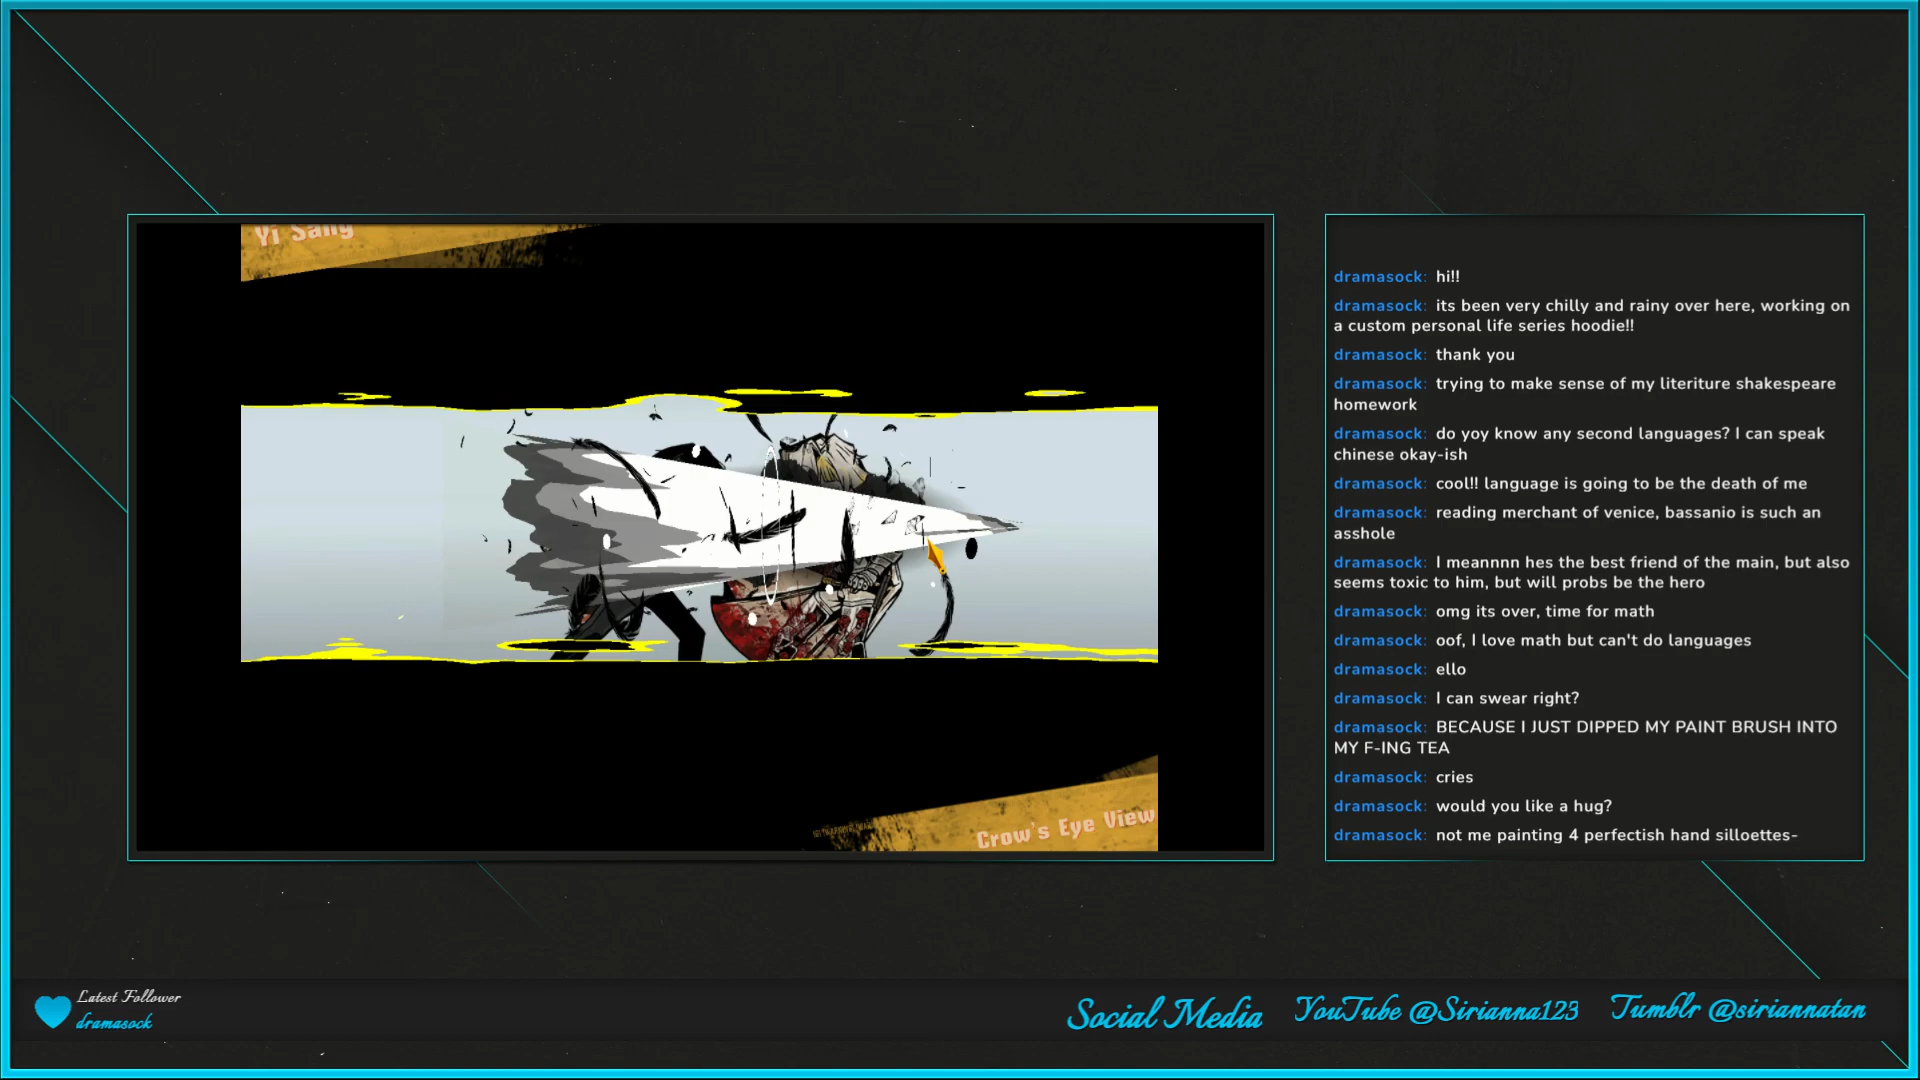 Yi Sang
dramasock: hi!!
dramasock: its been very chilly and rainy over here, working on
a custom personal life series hoodie!!
dramasock: thank you
dramasock: trying to make sense of my literiture shakespeare
homework
dramasock: do yoy know any second languages? I can speak
chinese okay-ish
dramasock: cool!! language is going to be the death of me
dramasock: reading merchant of venice, bassanio is such an
asshole
dramasock: I meannnn hes the best friend of the main, but also
seems toxic to him, but will probs be the hero
dramasock: omg its over, time for math
dramasock: oof, I love math but can't do languages
dramasock: ello
dramasock: I can swear right?
dramasock: BECAUSE I JUST DIPPED MY PAINT BRUSH INTO
MY F-ING TEA
dramasock: cries
dramasock: would you like a hug?
dramasock: not me painting 4 perfectish hand silloettes-
Crow's Eye View
Latest Follower
dramasock
Social Media YouTube @Sirianna123 Tumblr @siriannatan